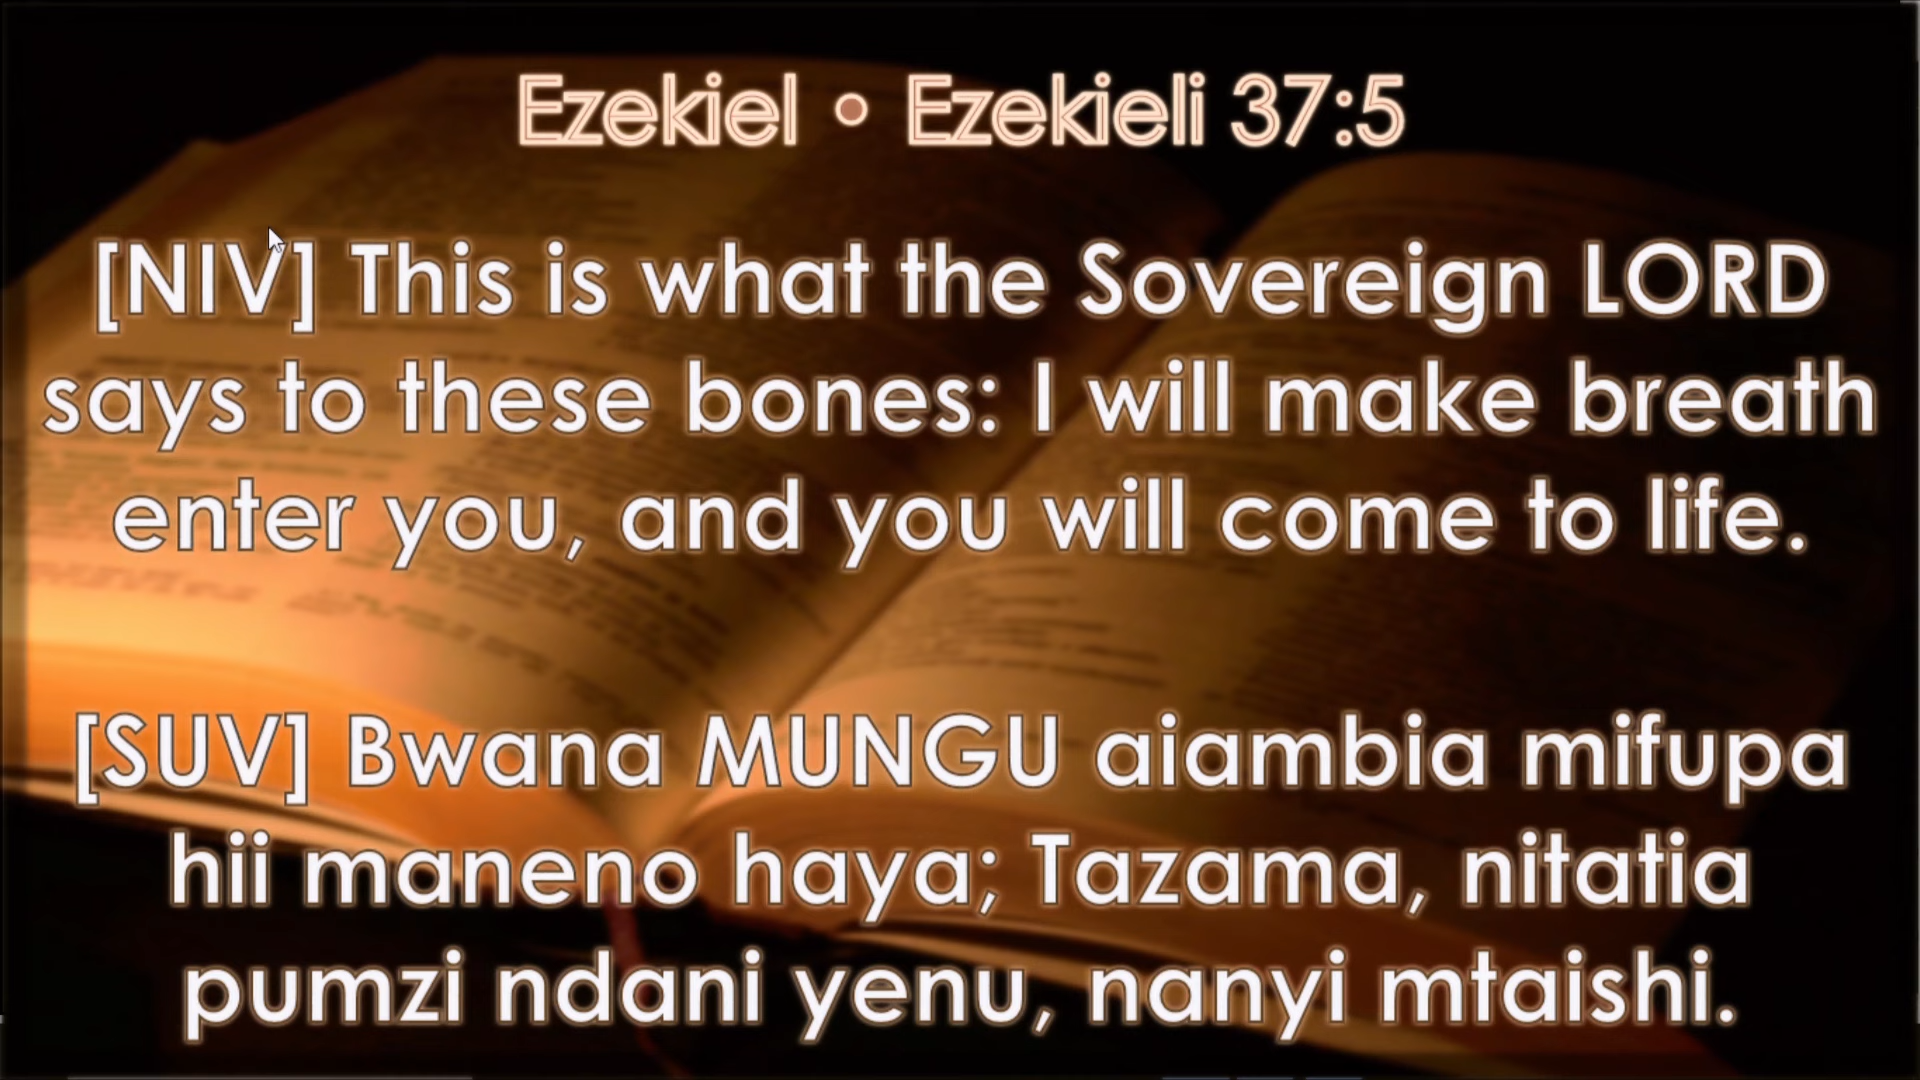 Ezekiel • Ezekieli 37:5
[NIV] This is what the Sovereign LORD
says to these bones: I will make breath
enter you, and you will come to life.
[SUV] Bwana MUNGU aiambia mifupa
hii maneno haya; Tazama, nitatia
pumzi ndani yenu, nanyi mtaishi.